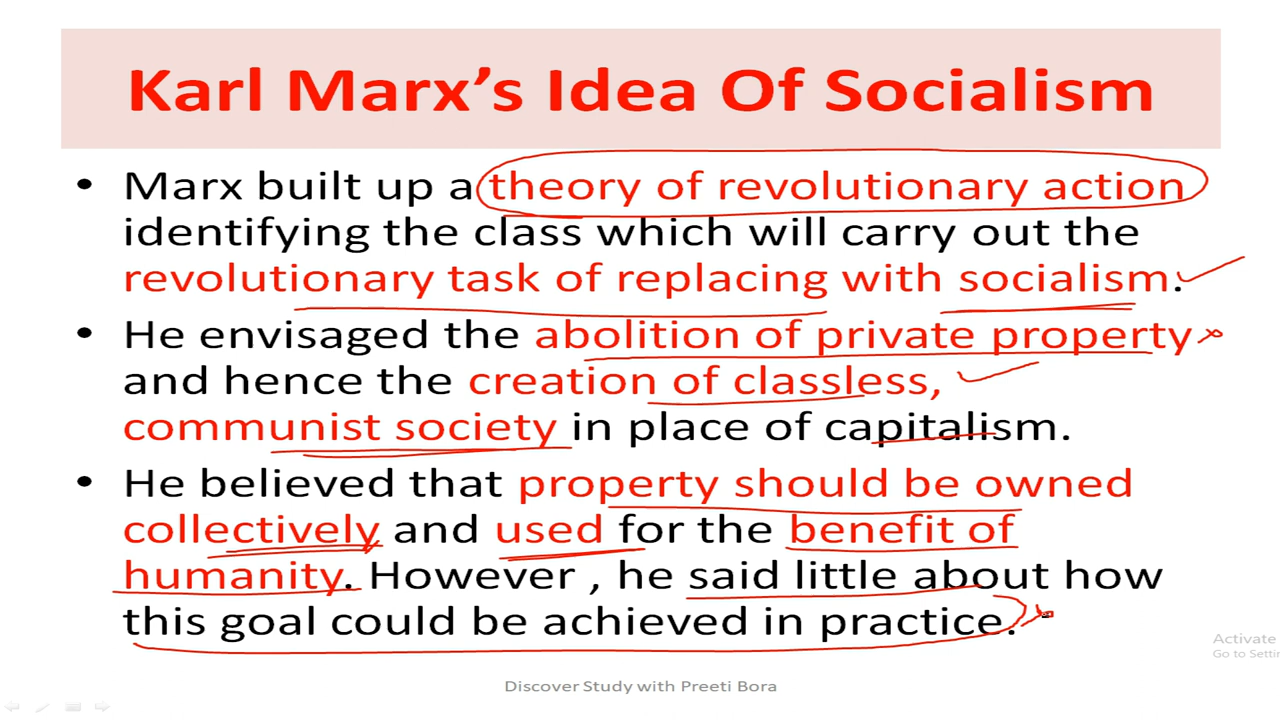 Karl Marx's Idea Of Socialism
• Marx built up a theory of revolutionary action
identifying the class which will carry out the
revolutionary task of replacing with socialism.
• He envisaged the abolition of private property
and hence the creation of classless,
communist society in place of capitalism.
• He believed that property should be owned
collectively and used for the benefit of
humanity. However , he said little about how
this goal could be achieved in practice.
Activate
Go to Settin
Discover Study with Preeti Bora